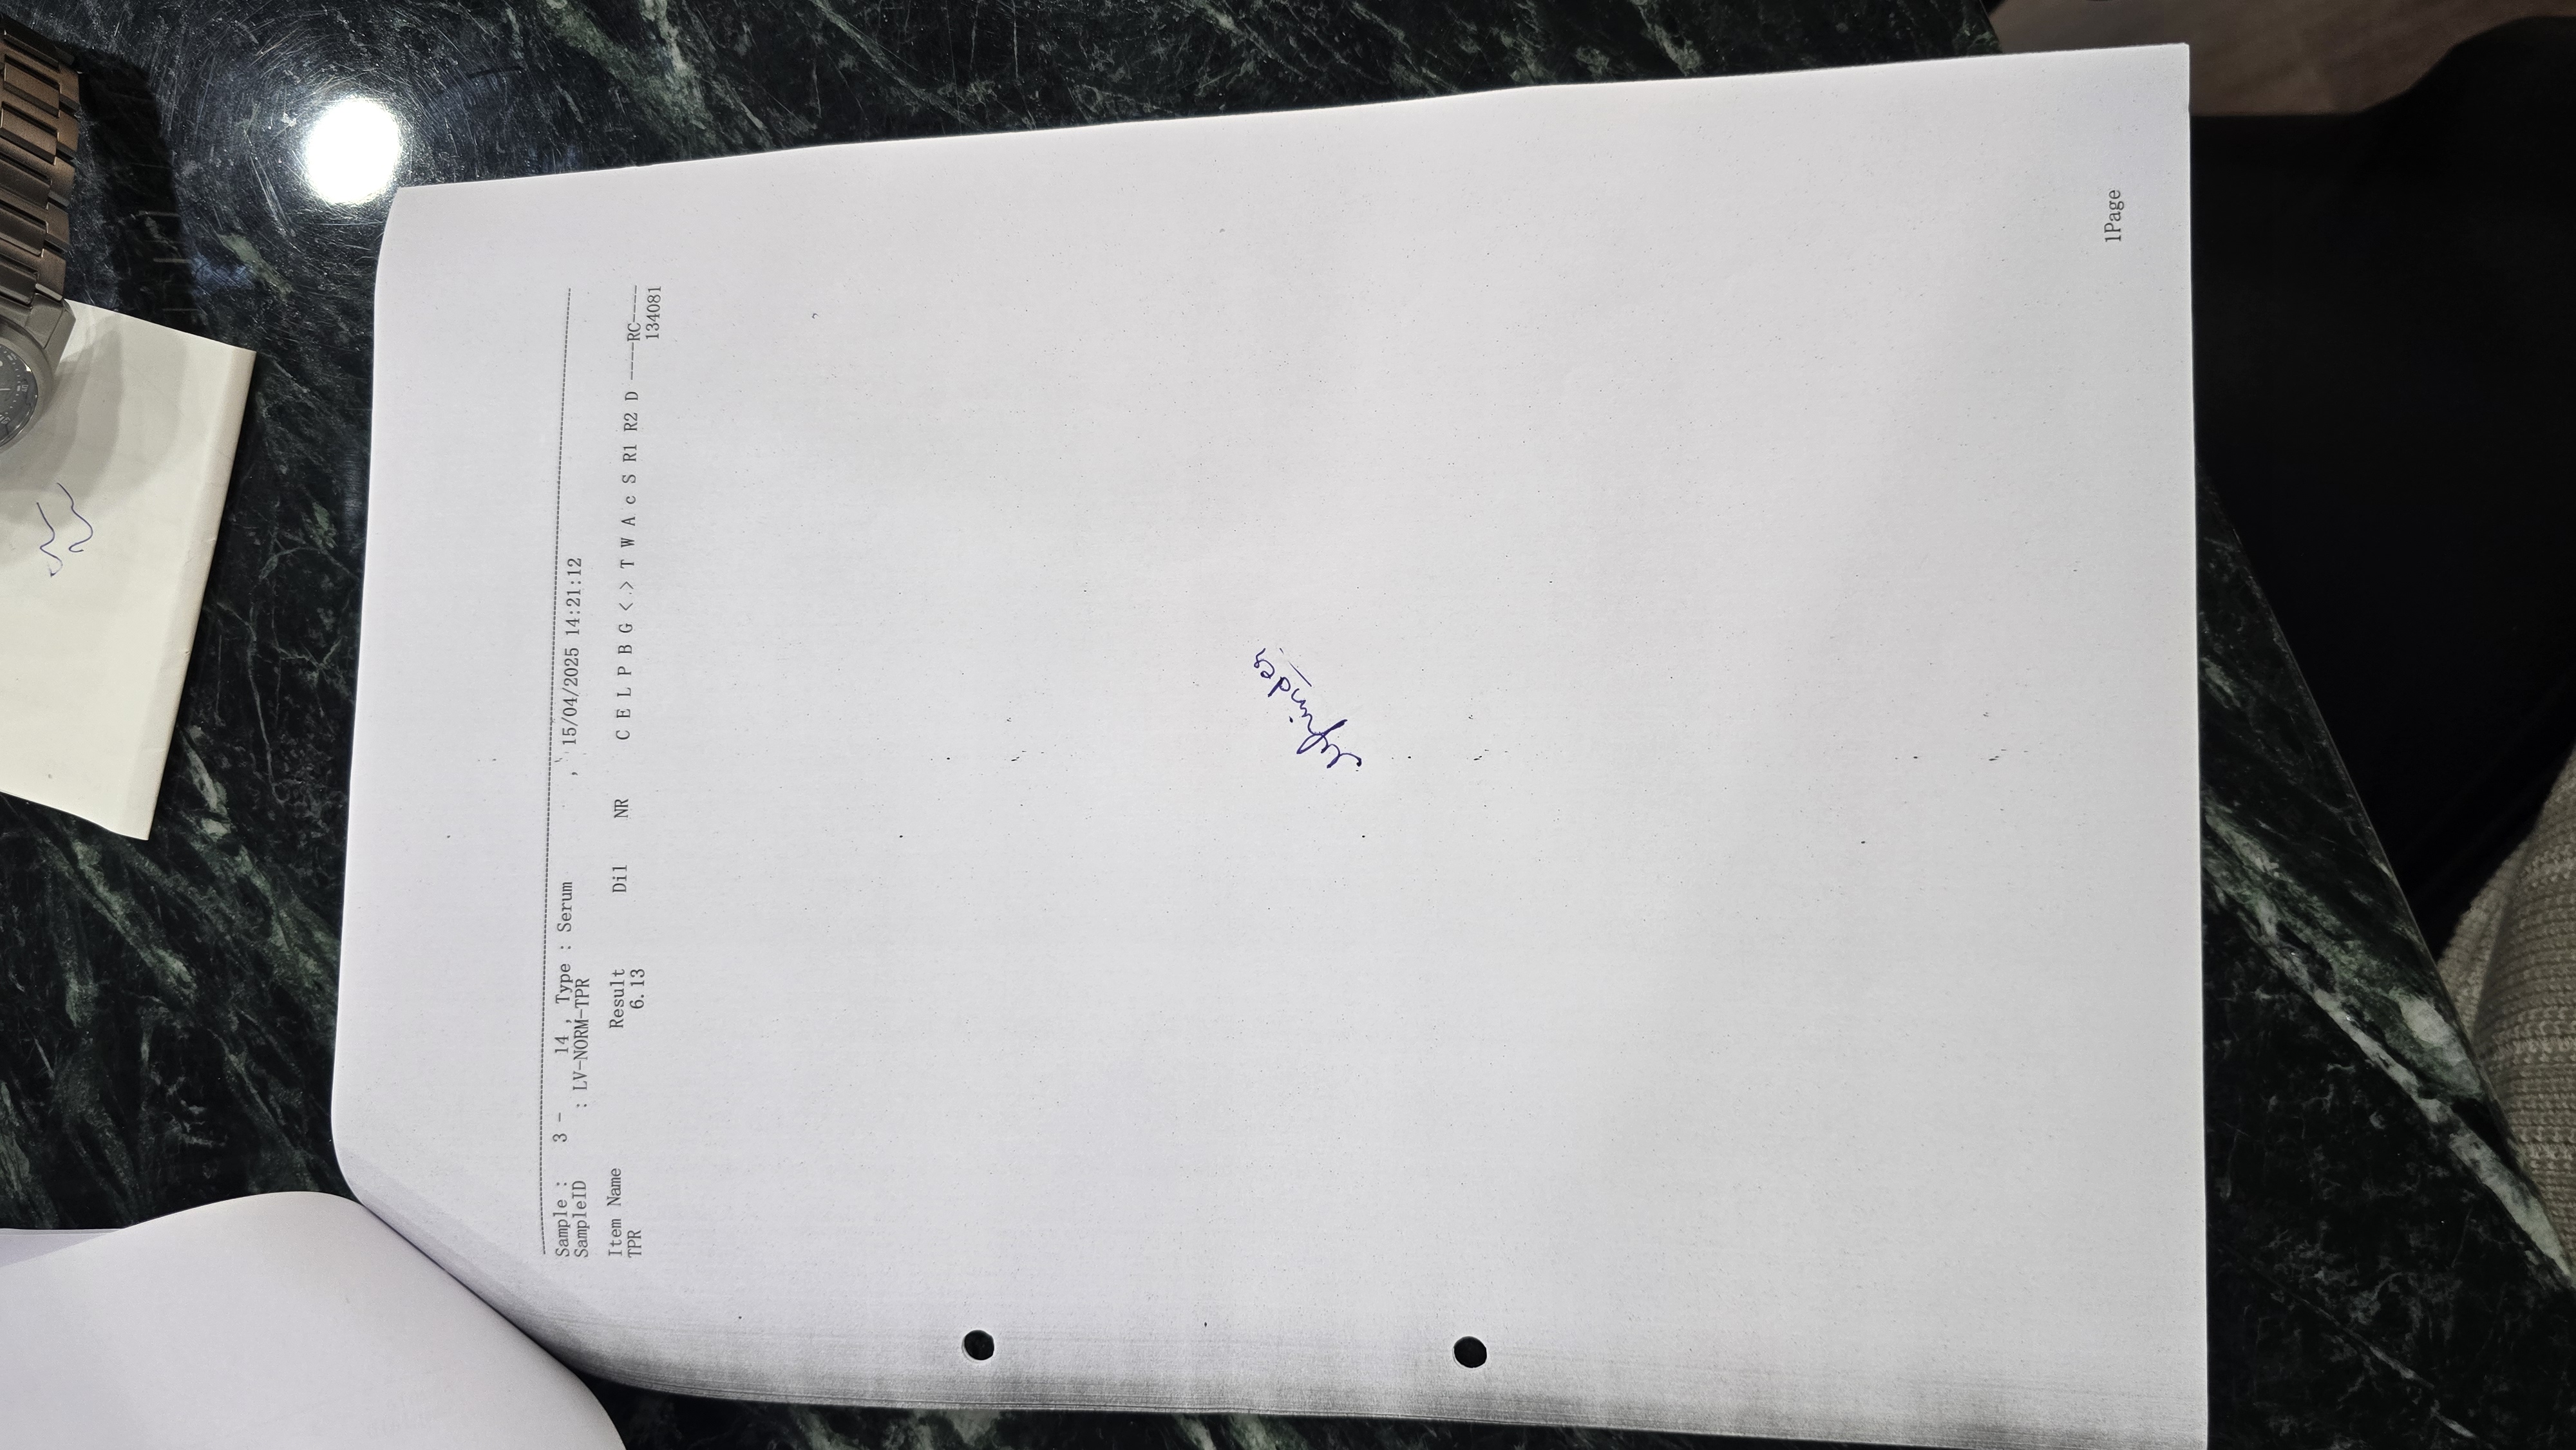 Sample : 3 - 14 , Type : Serum , 15/04/2025 14:21:12
SampleID : LV-NORM-TPR
Item Name Result Dil NR C E L P B G < > T W A c S R1 R2 D ----RC----
TPR 6.13 134081
1Page